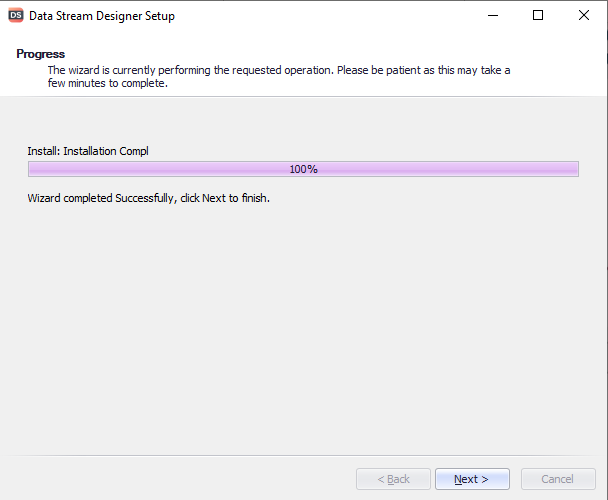 DS Data Stream Designer Setup
Progress
The wizard is currently performing the requested operation. Please be patient as this may take a
few minutes to complete.
Install: Installation Compl
100%
Wizard completed Successfully, click Next to finish.
< Back Next > Cancel